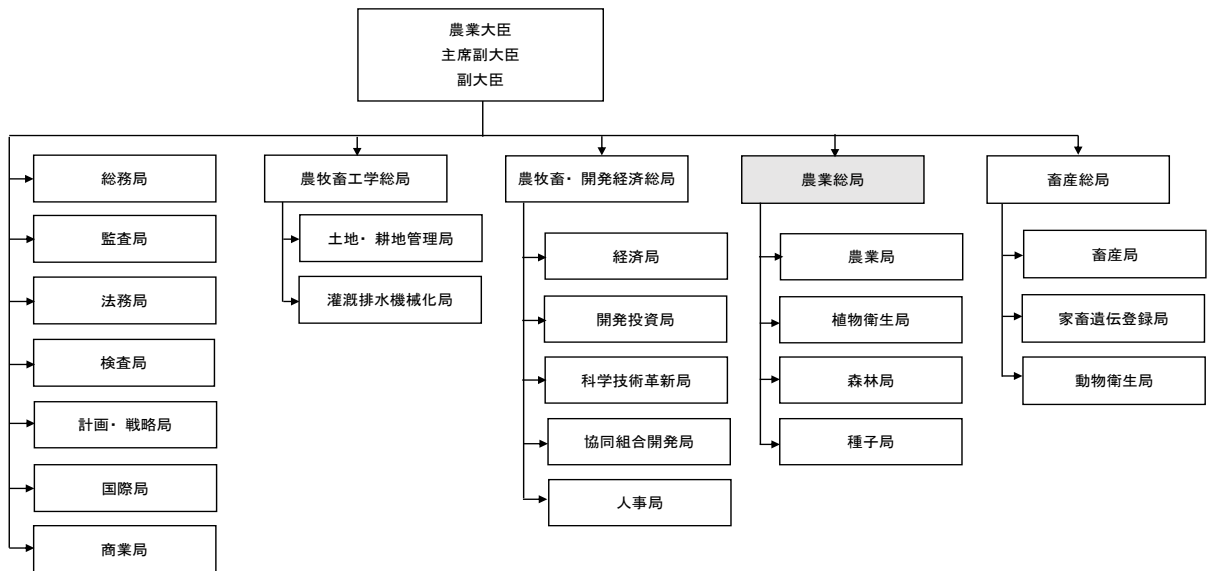 農業大臣
主席副大臣
副大臣
総務局
監査局
法務局
検査局
計画・戦略局
国際局
商業局
農牧畜工学総局
土地・耕地管理局
灌漑排水機械化局
農牧畜・開発経済総局
経済局
開発投資局
科学技術革新局
協同組合開発局
人事局
農業総局
農業局
植物衛生局
森林局
種子局
畜産総局
畜産局
家畜遺伝登録局
動物衛生局